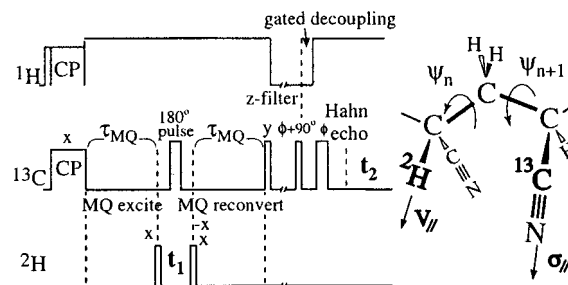 gated decoupling
¹H
CP
z-filter
x
τMQ
180°
pulse
τMQ
y
ϕ+90°
ϕ
Hahn
echo
¹³C
CP
t₂
MQ excite
MQ reconvert
²H
x
t₁
-x
x
ψn
H
H
C
ψn+1
C
C
²H
C
N
¹³C
N
ν//
σ//